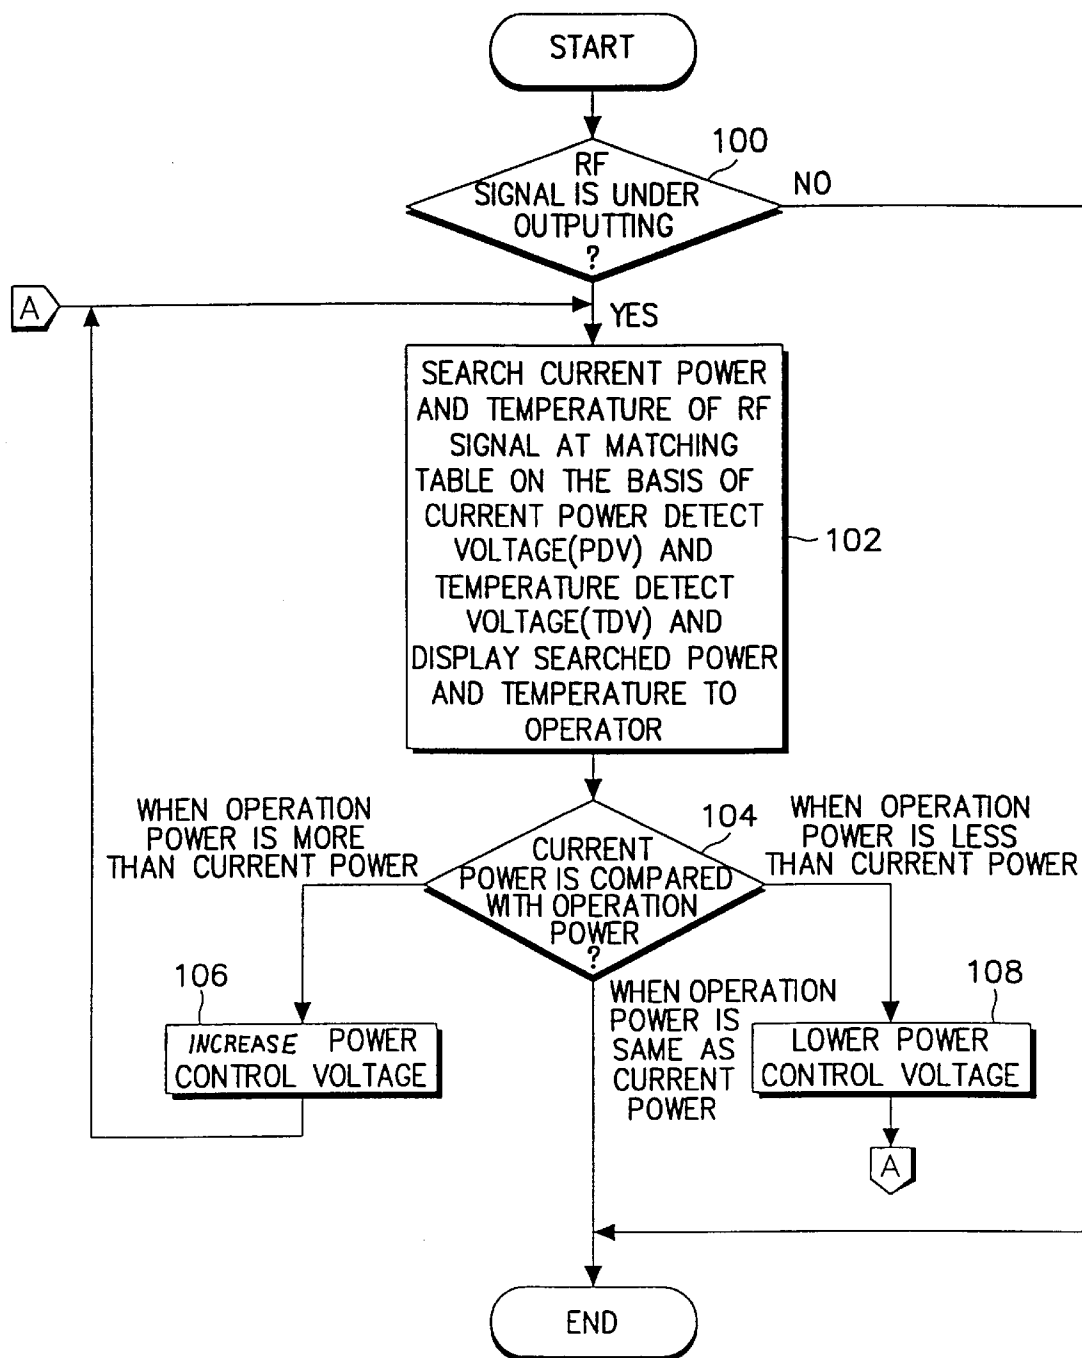 START
100
RF
SIGNAL IS UNDER
OUTPUTTING
?
NO
A
YES
SEARCH CURRENT POWER
AND TEMPERATURE OF RF
SIGNAL AT MATCHING
TABLE ON THE BASIS OF
CURRENT POWER DETECT
VOLTAGE(PDV) AND
TEMPERATURE DETECT
VOLTAGE(TDV) AND
DISPLAY SEARCHED POWER
AND TEMPERATURE TO
OPERATOR
102
WHEN OPERATION
POWER IS MORE
THAN CURRENT POWER
104
CURRENT
POWER IS COMPARED
WITH OPERATION
POWER
?
WHEN OPERATION
POWER IS LESS
THAN CURRENT POWER
106
INCREASE POWER
CONTROL VOLTAGE
WHEN OPERATION
POWER IS
SAME AS
CURRENT
POWER
108
LOWER POWER
CONTROL VOLTAGE
A
END